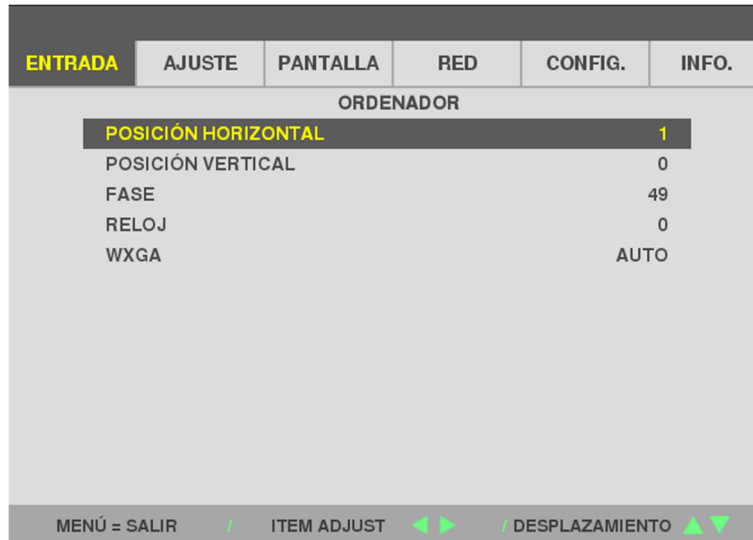 ENTRADA AJUSTE PANTALLA RED CONFIG. INFO.
ORDENADOR
POSICIÓN HORIZONTAL 1
POSICIÓN VERTICAL 0
FASE 49
RELOJ 0
WXGA AUTO
MENÚ = SALIR / ITEM ADJUST ◀ ▶ / DESPLAZAMIENTO ▲ ▼